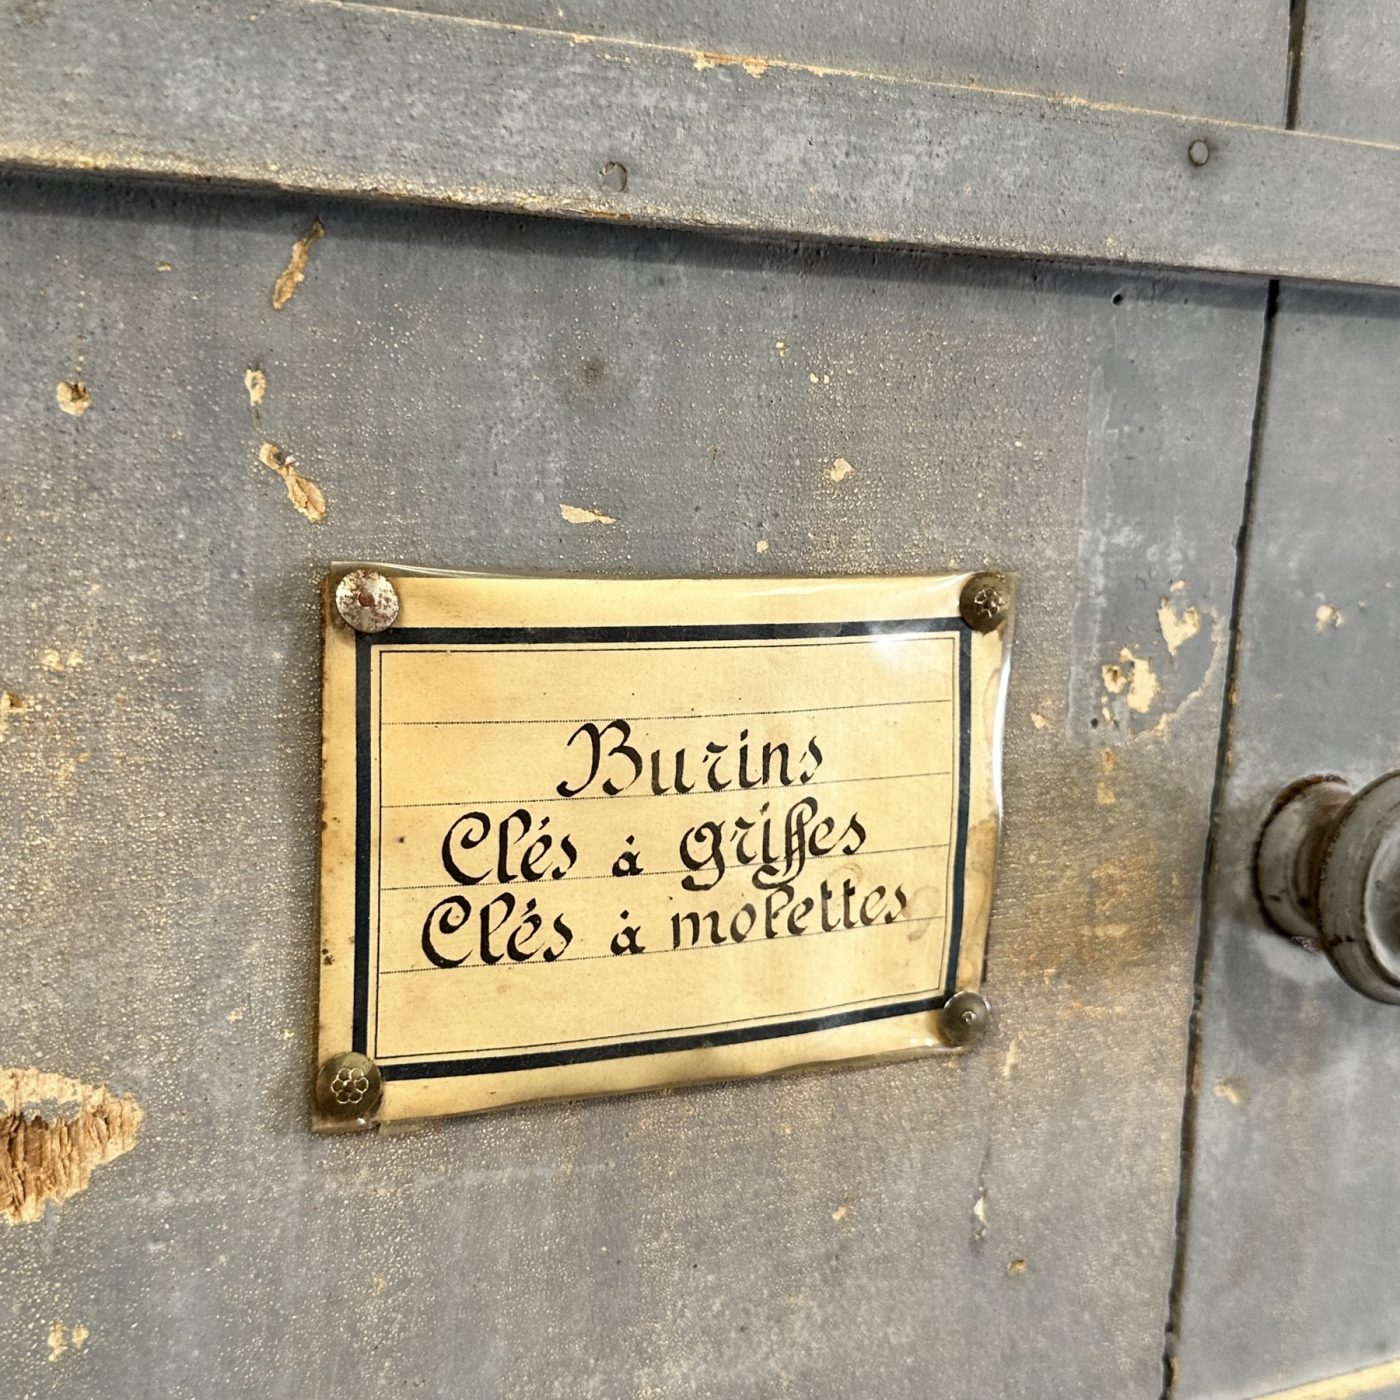 Burins
Clés à griffes
Clés à molettes